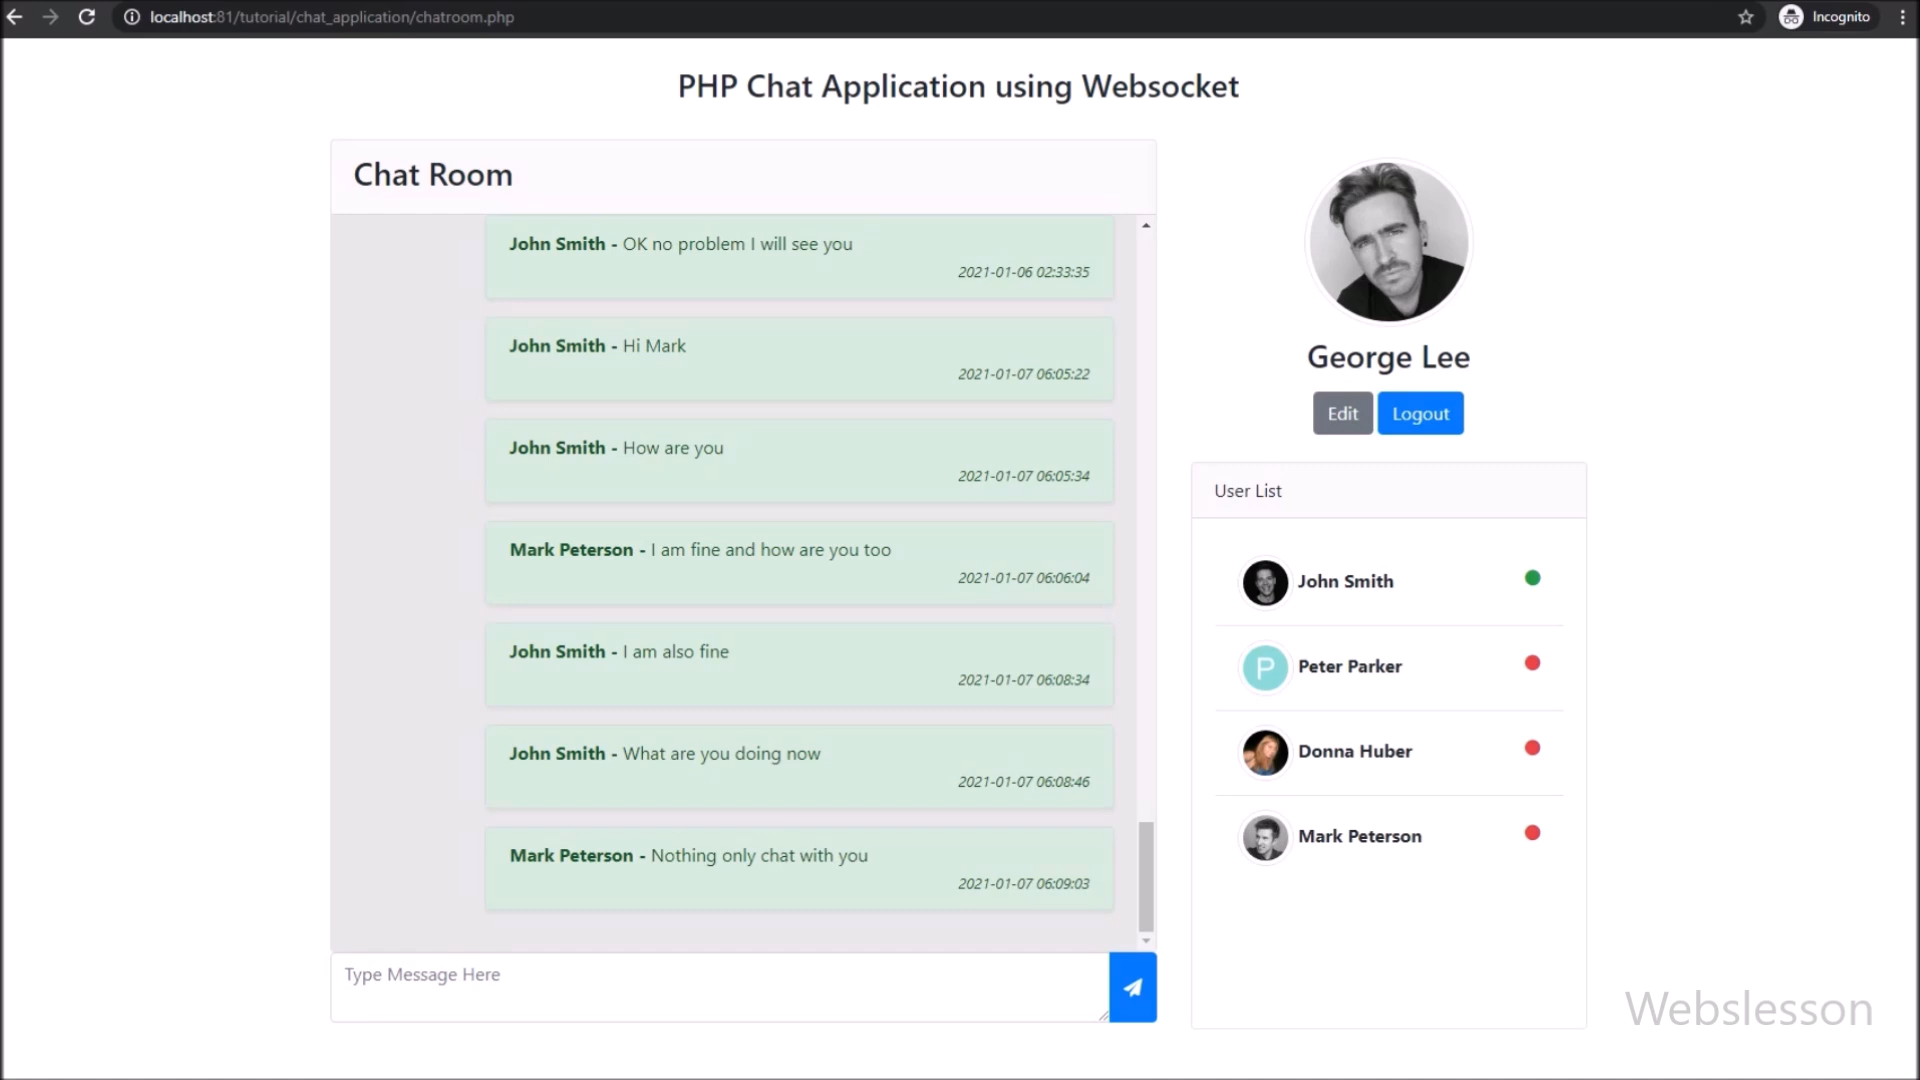 localhost:81/tutorial/chat_application/chatroom.php
Incognito
PHP Chat Application using Websocket
Chat Room
John Smith - OK no problem I will see you
2021-01-06 02:33:35
John Smith - Hi Mark
2021-01-07 06:05:22
John Smith - How are you
2021-01-07 06:05:34
Mark Peterson - I am fine and how are you too
2021-01-07 06:06:04
John Smith - I am also fine
2021-01-07 06:08:34
John Smith - What are you doing now
2021-01-07 06:08:46
Mark Peterson - Nothing only chat with you
2021-01-07 06:09:03
Type Message Here
George Lee
Edit
Logout
User List
John Smith
P
Peter Parker
Donna Huber
Mark Peterson
Webslesson